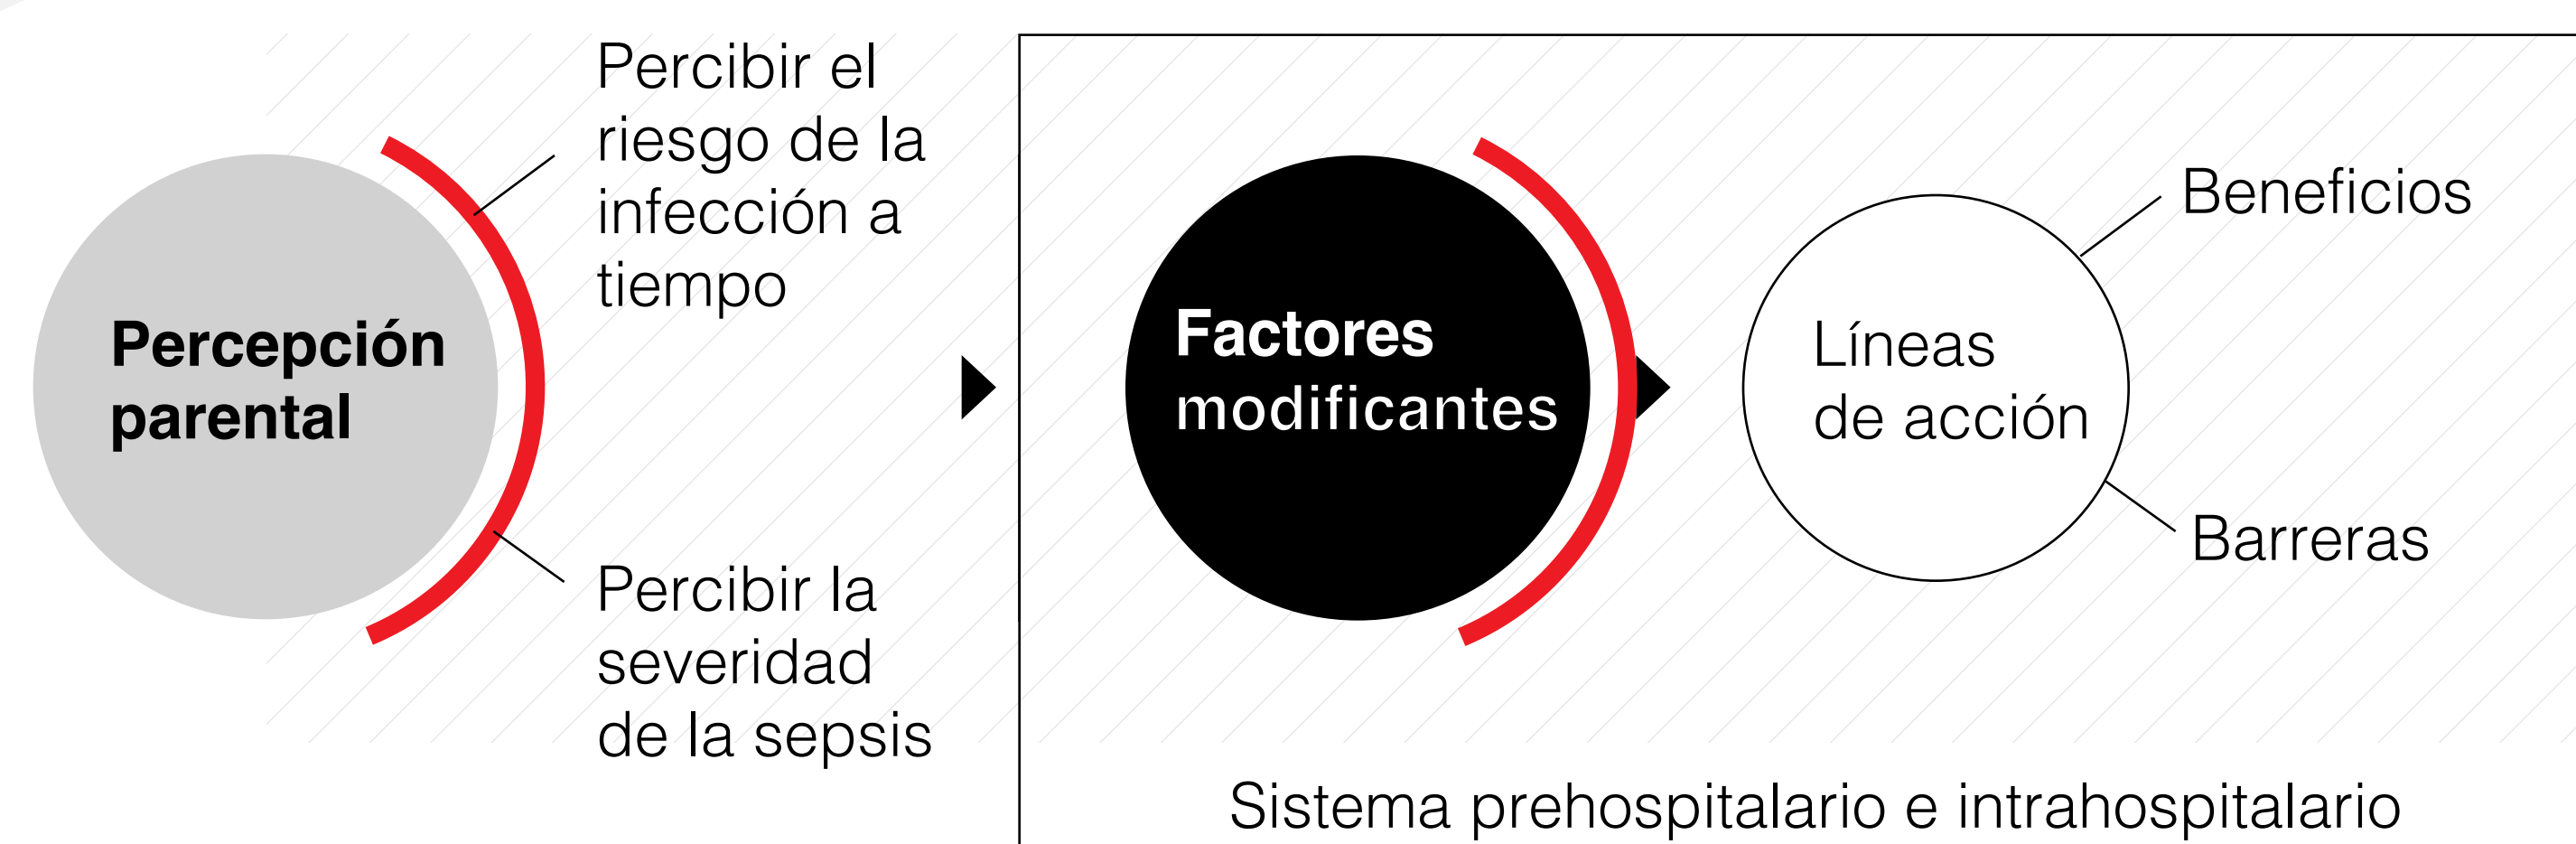 Percibir el
riesgo de la
infección a
tiempo
Percepción
parental
Percibir la
severidad
de la sepsis
Factores
modificantes
Líneas
de acción
Beneficios
Barreras
Sistema prehospitalario e intrahospitalario